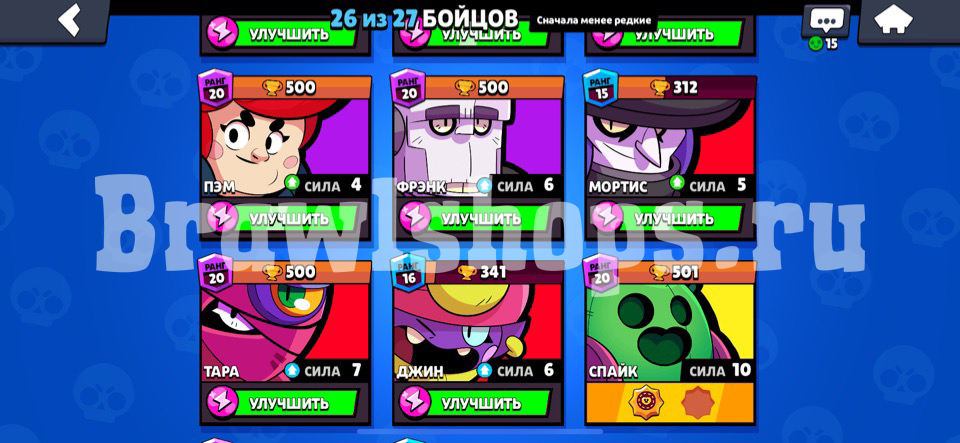 26 из 27 БОЙЦОВ
Сначала менее редкие
15
УЛУЧШИТЬ
УЛУЧШИТЬ
УЛУЧШИТЬ
РАНГ
20
500
РАНГ
20
500
РАНГ
15
312
ПЭМ
СИЛА 4
ФРЭНК
СИЛА 6
МОРТИС
СИЛА 5
УЛУЧШИТЬ
УЛУЧШИТЬ
УЛУЧШИТЬ
Brawlshops.ru
РАНГ
20
500
РАНГ
16
341
РАНГ
20
501
ТАРА
СИЛА 7
ДЖИН
СИЛА 6
СПАЙК
СИЛА 10
УЛУЧШИТЬ
УЛУЧШИТЬ